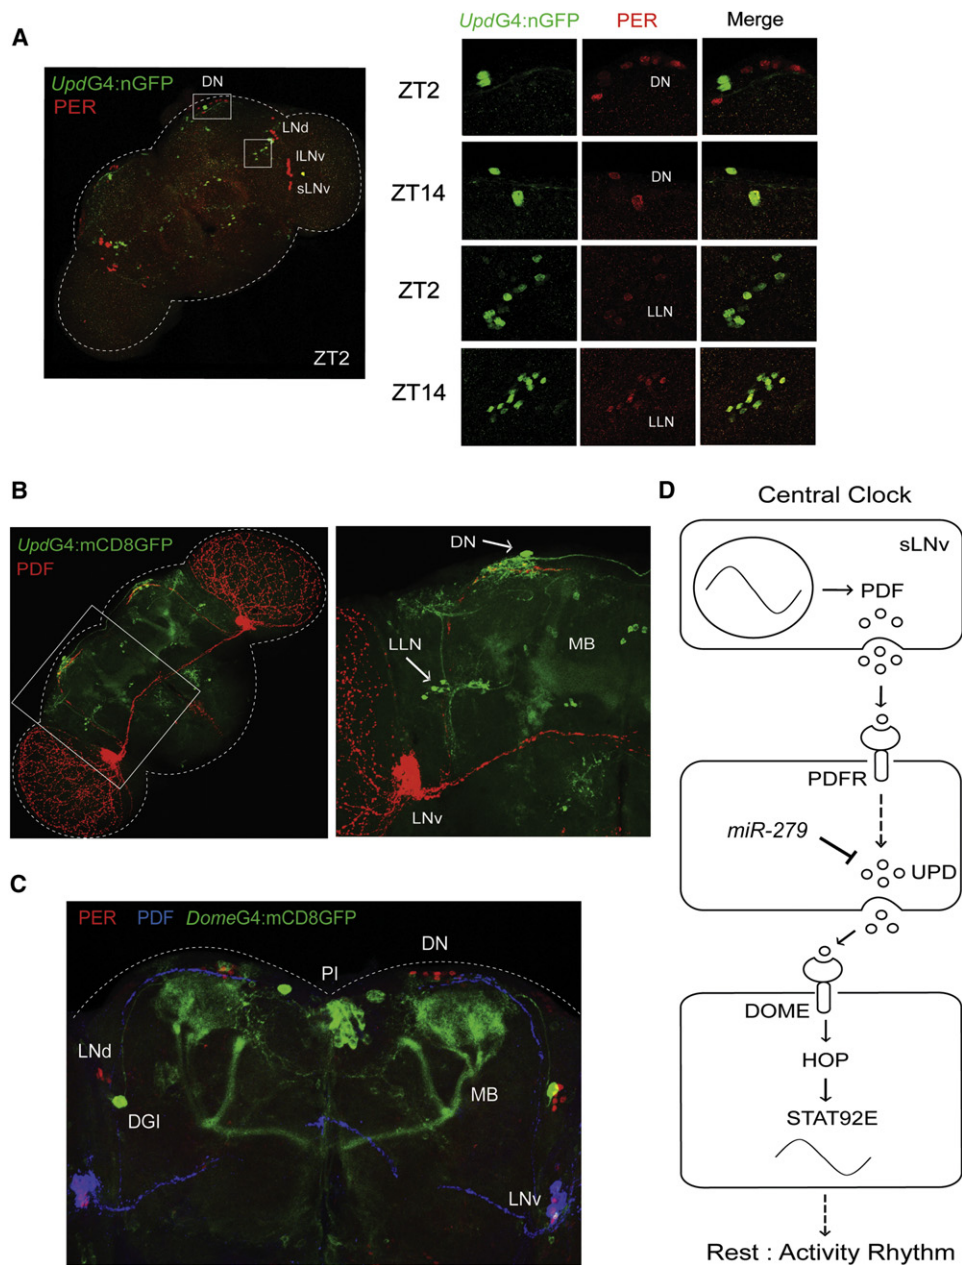 A
UpdG4:nGFP
PER
DN
LNd
lLNv
sLNv
ZT2
UpdG4:nGFP PER Merge
ZT2
DN
ZT14
DN
ZT2
LLN
ZT14
LLN
B
UpdG4:mCD8GFP
PDF
DN
LLN
MB
LNv
C
PER PDF DomeG4:mCD8GFP
DN
PI
LNd
DGI
MB
LNv
D
Central Clock
sLNv
PDF
PDFR
miR-279
UPD
DOME
HOP
STAT92E
Rest : Activity Rhythm